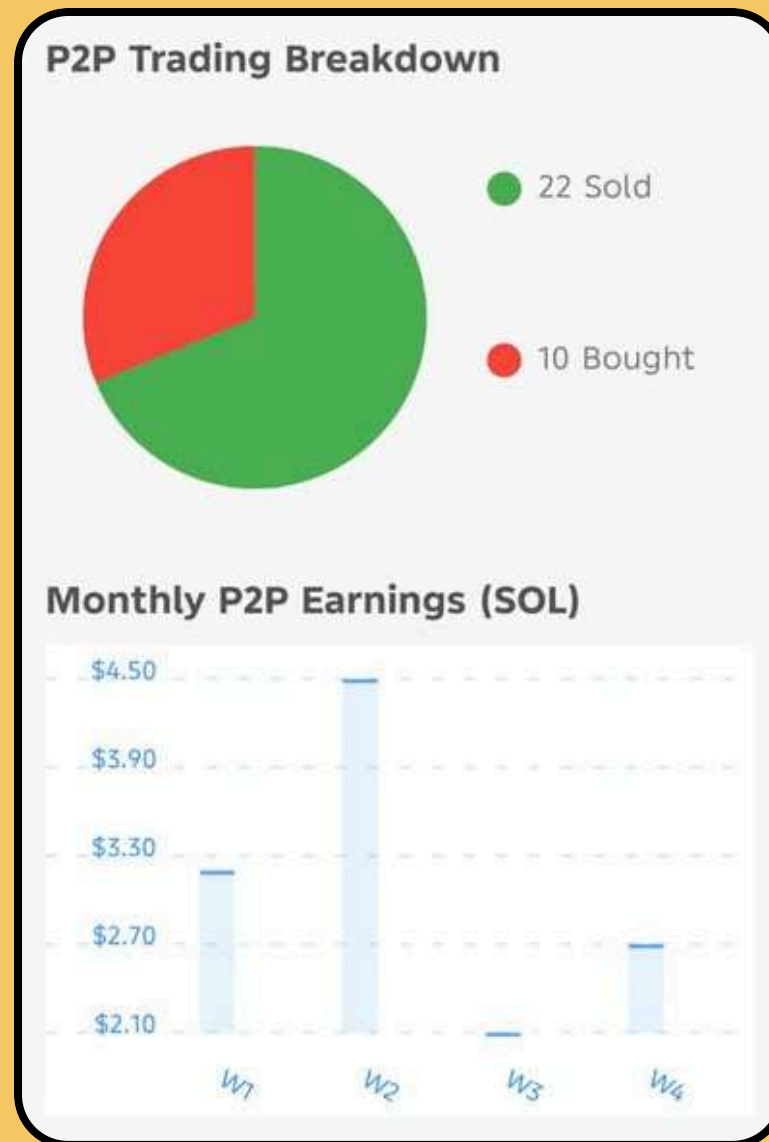 P2P Trading Breakdown
22 Sold
10 Bought
Monthly P2P Earnings (SOL)
$4.50
$3.90
$3.30
$2.70
$2.10
W1
W2
W3
W4